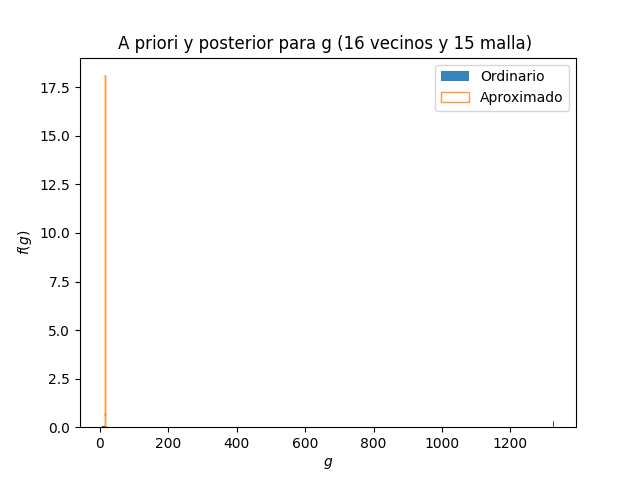 A priori y posterior para g (16 vecinos y 15 malla)
Ordinario
Aproximado
17.5
15.0
12.5
10.0
7.5
5.0
2.5
0.0
f(g)
0 200 400 600 800 1000 1200
g